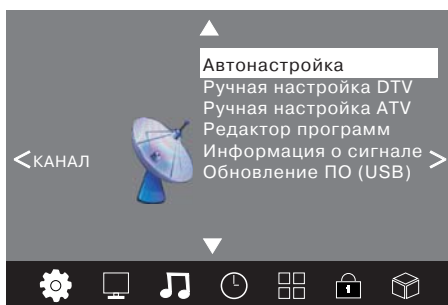 Автонастройка
Ручная настройка DTV
Ручная настройка ATV
Редактор программ
Информация о сигнале
Обновление ПО (USB)
КАНАЛ